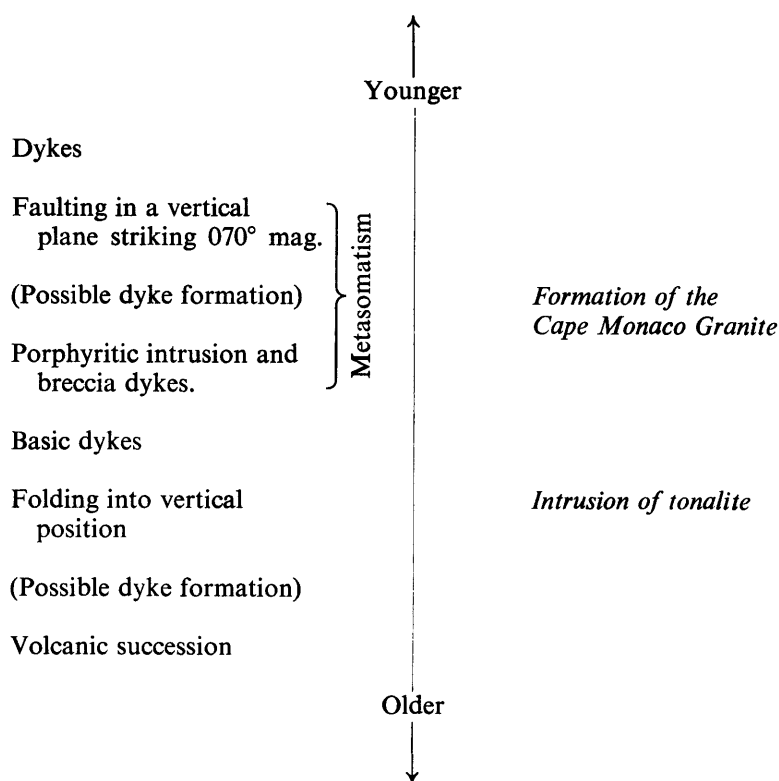 Younger
Dykes
Faulting in a vertical
plane striking 070° mag.
(Possible dyke formation)
Porphyritic intrusion and
breccia dykes.
Metasomatism
Formation of the
Cape Monaco Granite
Basic dykes
Folding into vertical
position
Intrusion of tonalite
(Possible dyke formation)
Volcanic succession
Older